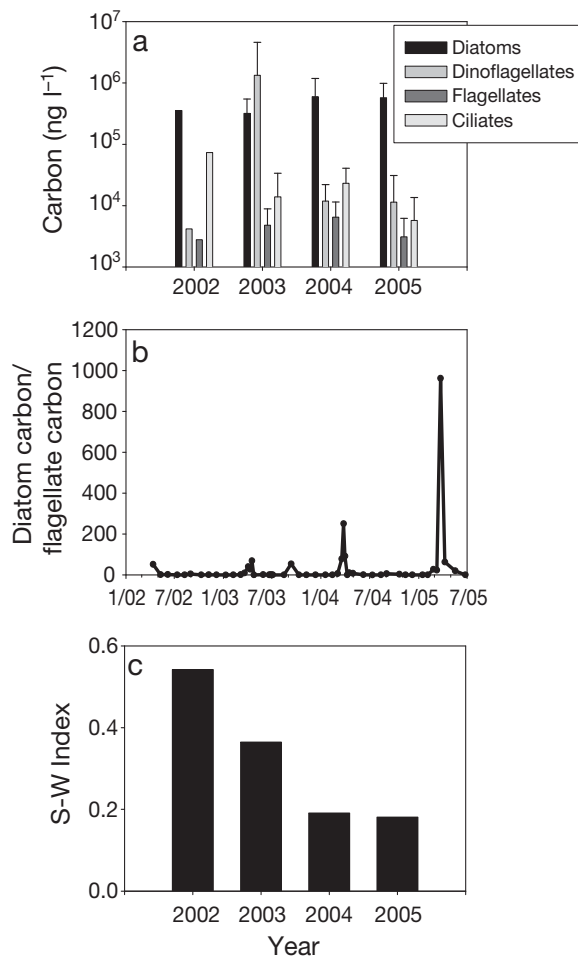 a
Carbon (ng l⁻¹)
10⁷
10⁶
10⁵
10⁴
10³
2002 2003 2004 2005
Diatoms
Dinoflagellates
Flagellates
Ciliates
b
Diatom carbon/
flagellate carbon
1200
1000
800
600
400
200
0
1/02 7/02 1/03 7/03 1/04 7/04 1/05 7/05
c
S-W Index
0.6
0.4
0.2
0.0
2002 2003 2004 2005
Year